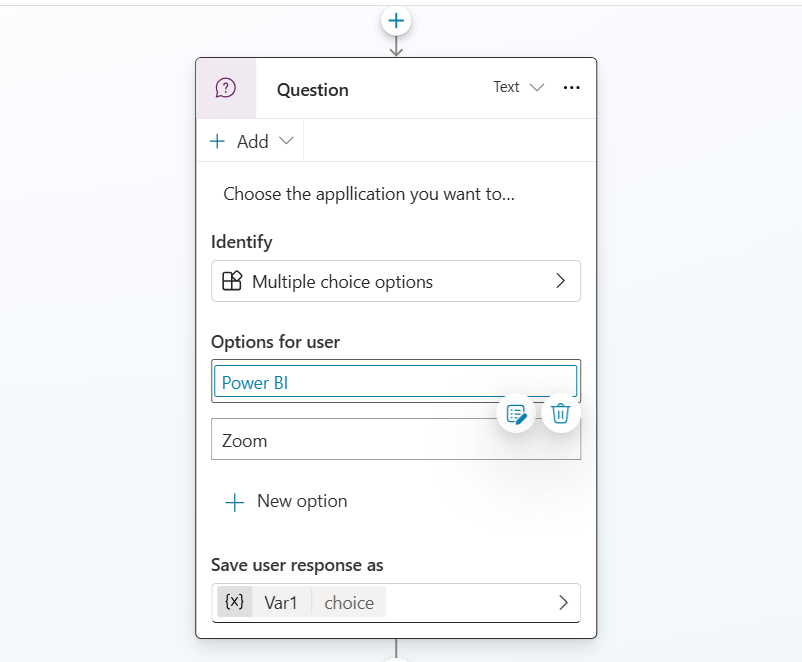 Question
Text
Add
Choose the appllication you want to...
Identify
Multiple choice options
Options for user
Power BI
Zoom
New option
Save user response as
{x} Var1 choice